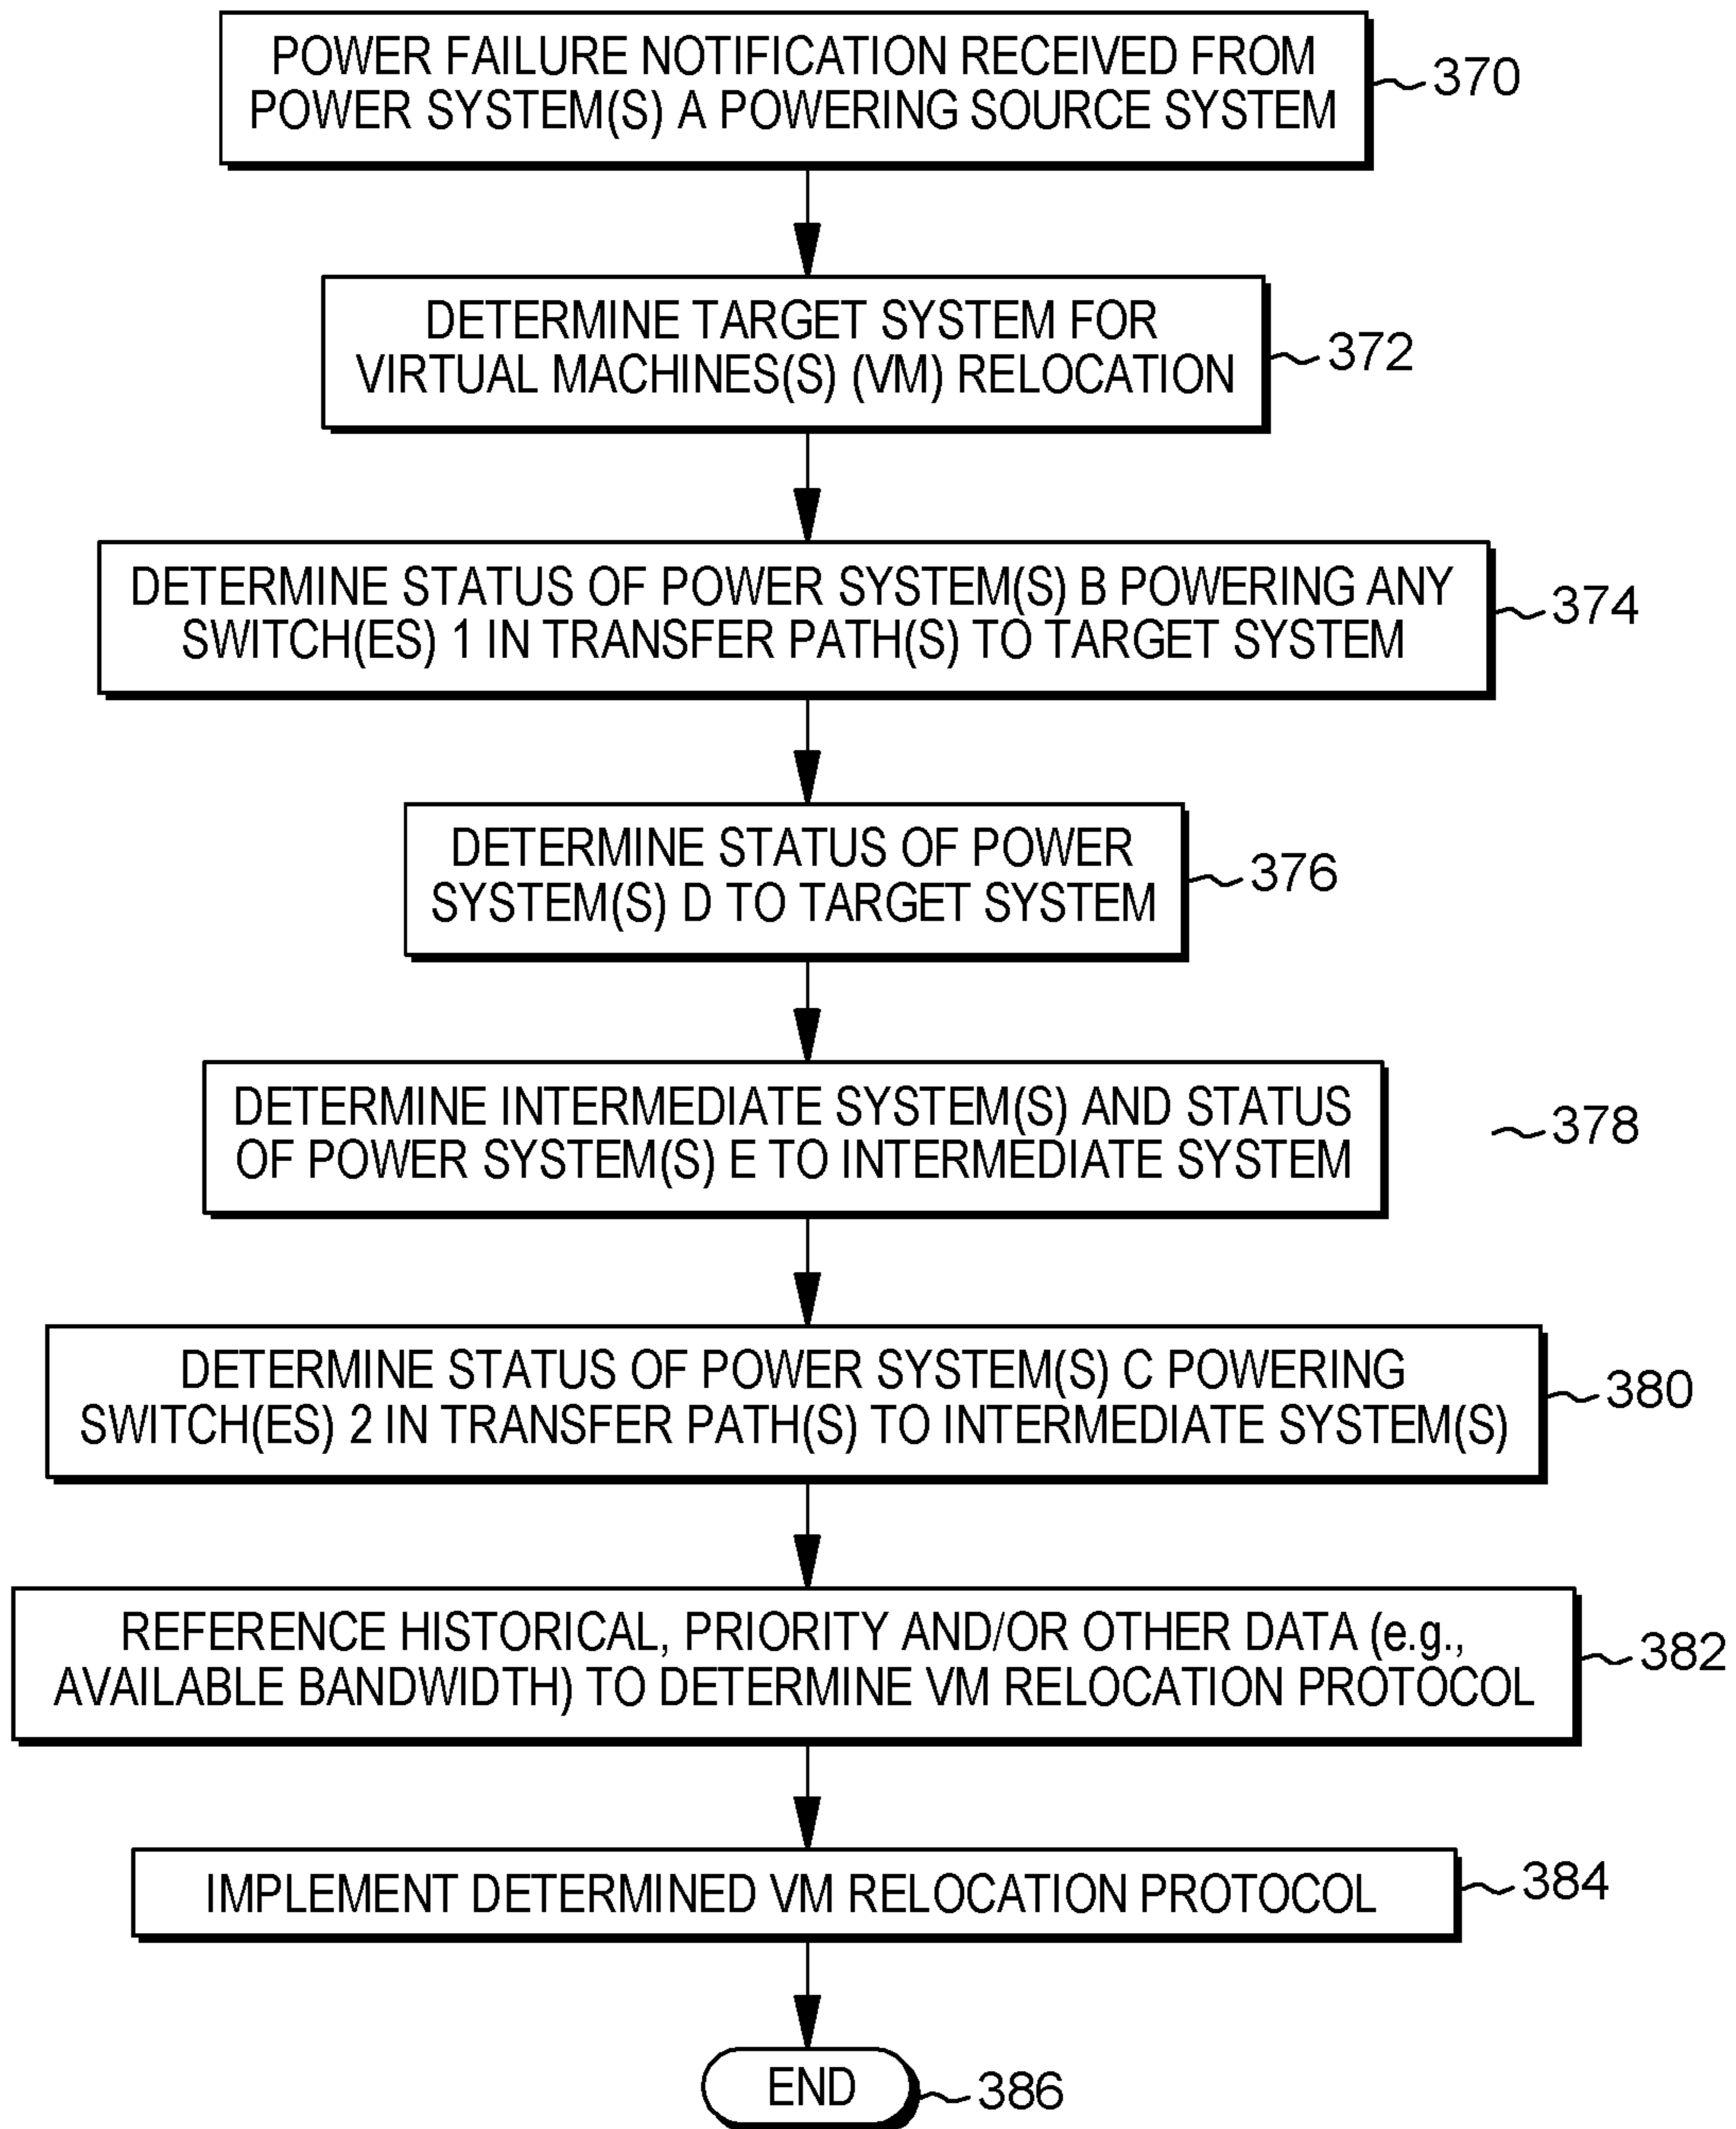 POWER FAILURE NOTIFICATION RECEIVED FROM
POWER SYSTEM(S) A POWERING SOURCE SYSTEM
370
DETERMINE TARGET SYSTEM FOR
VIRTUAL MACHINES(S) (VM) RELOCATION
372
DETERMINE STATUS OF POWER SYSTEM(S) B POWERING ANY
SWITCH(ES) 1 IN TRANSFER PATH(S) TO TARGET SYSTEM
374
DETERMINE STATUS OF POWER
SYSTEM(S) D TO TARGET SYSTEM
376
DETERMINE INTERMEDIATE SYSTEM(S) AND STATUS
OF POWER SYSTEM(S) E TO INTERMEDIATE SYSTEM
378
DETERMINE STATUS OF POWER SYSTEM(S) C POWERING
SWITCH(ES) 2 IN TRANSFER PATH(S) TO INTERMEDIATE SYSTEM(S)
380
REFERENCE HISTORICAL, PRIORITY AND/OR OTHER DATA (e.g.,
AVAILABLE BANDWIDTH) TO DETERMINE VM RELOCATION PROTOCOL
382
IMPLEMENT DETERMINED VM RELOCATION PROTOCOL
384
END
386